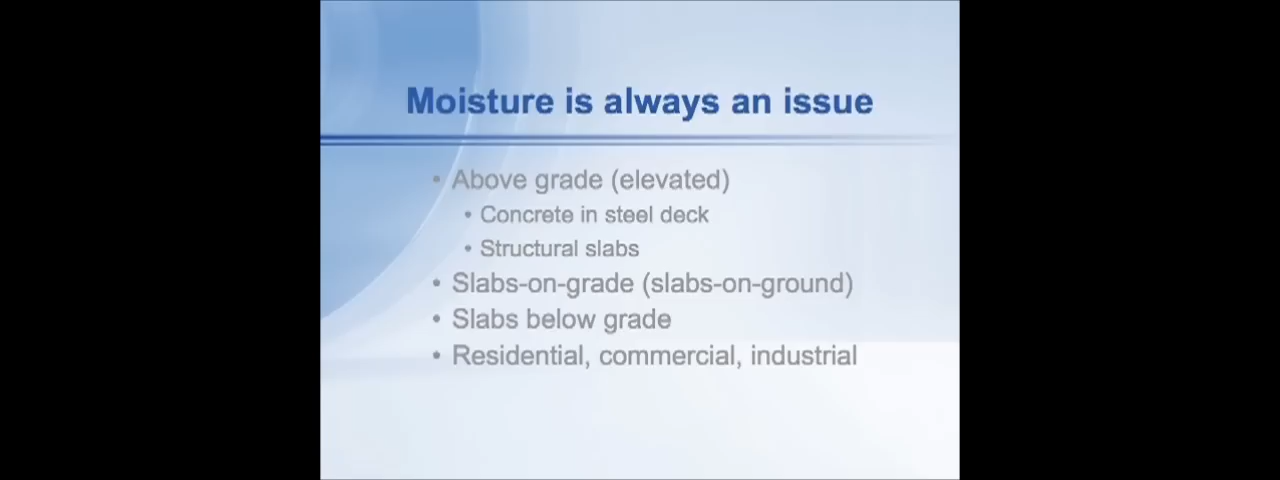 Moisture is always an issue
• Above grade (elevated)
• Concrete in steel deck
• Structural slabs
• Slabs-on-grade (slabs-on-ground)
• Slabs below grade
• Residential, commercial, industrial